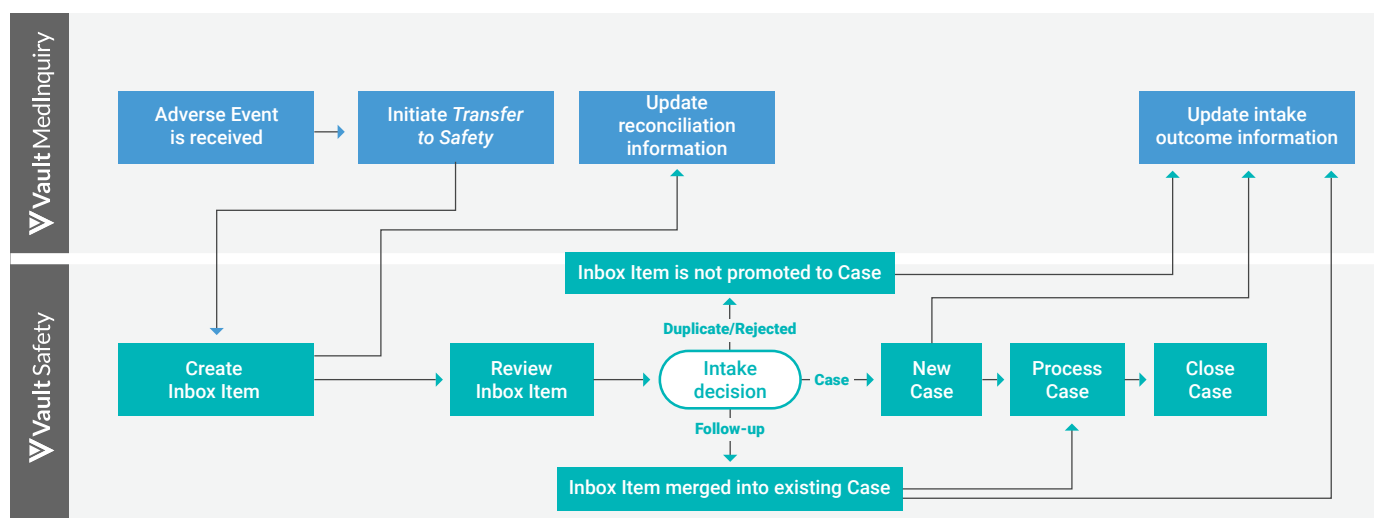 Vault MedInquiry
Adverse Event
is received
Initiate Transfer
to Safety
Update
reconciliation
information
Update intake
outcome information
Vault Safety
Inbox Item is not promoted to Case
Duplicate/Rejected
Create
Inbox Item
Review
Inbox Item
Intake
decision
Case
New
Case
Process
Case
Close
Case
Follow-up
Inbox Item merged into existing Case